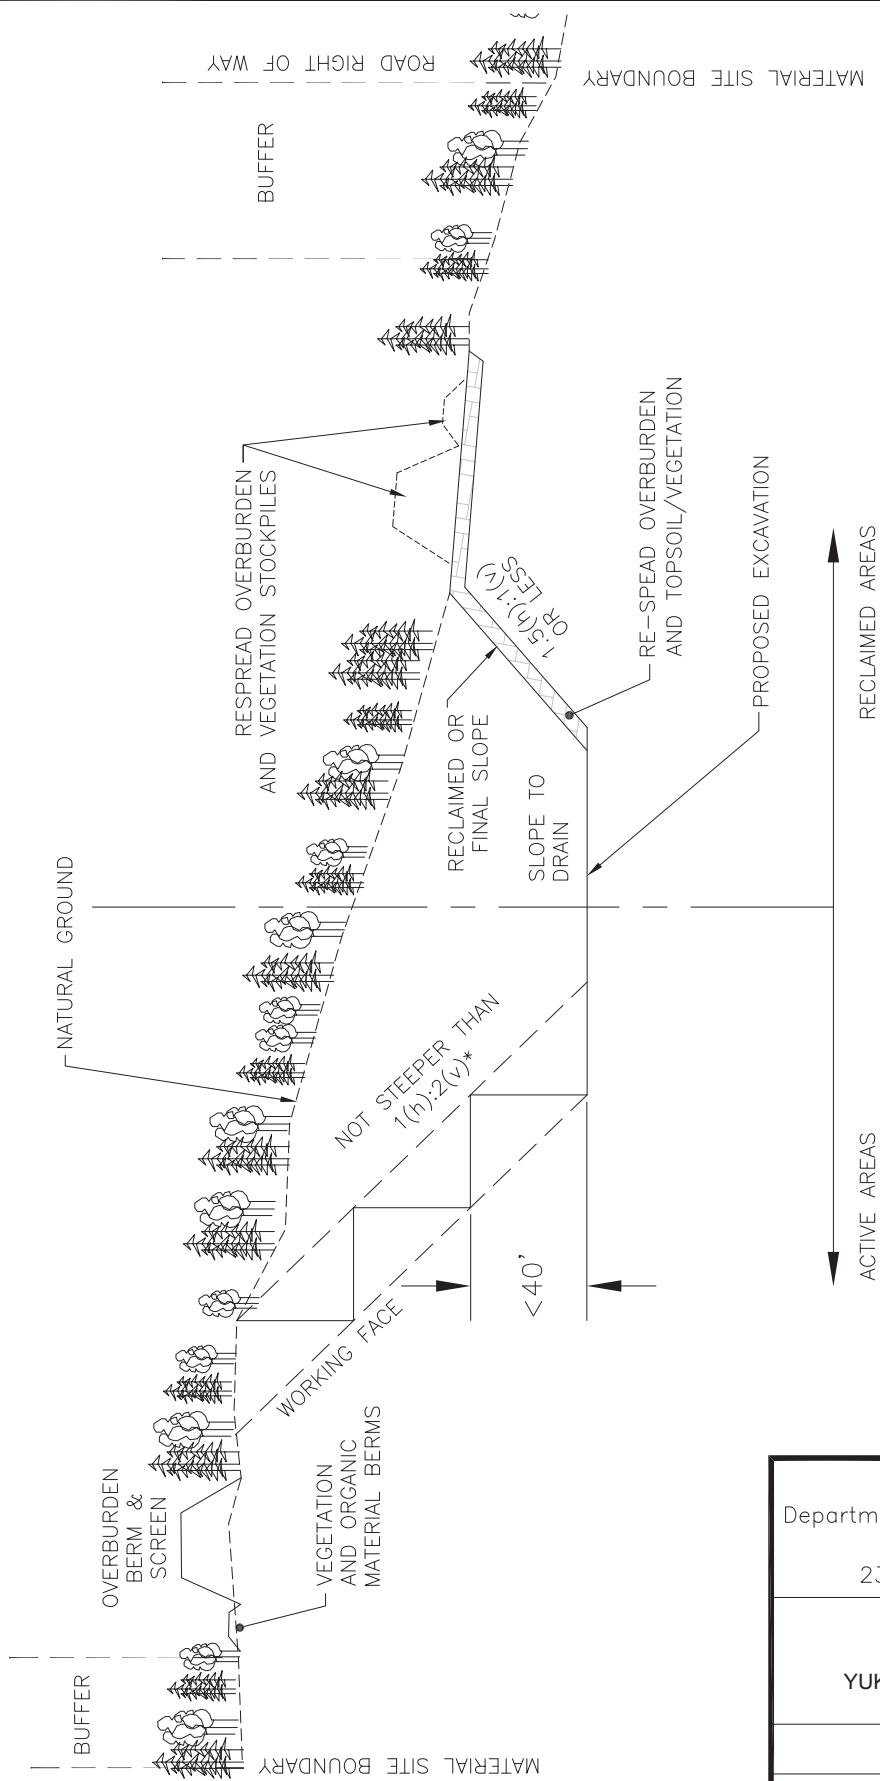 MATERIAL SITE BOUNDARY
BUFFER
OVERBURDEN
BERM &
SCREEN
VEGETATION
AND ORGANIC
MATERIAL BERMS
WORKING FACE
<40'
NATURAL GROUND
NOT STEEPER THAN
1(h):2(v)*
RESPREAD OVERBURDEN
AND VEGETATION STOCKPILES
RECLAIMED OR
FINAL SLOPE
SLOPE TO
DRAIN
1.5(h):1(v)
OR LESS
RE-SPEAD OVERBURDEN
AND TOPSOIL/VEGETATION
PROPOSED EXCAVATION
BUFFER
ROAD RIGHT OF WAY
MATERIAL SITE BOUNDARY
ACTIVE AREAS
RECLAIMED AREAS
Departm
23
YUK